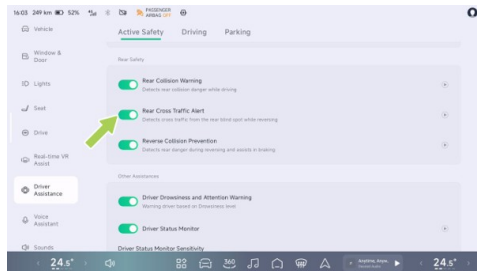 16:03 249 km 52%
PASSENGER
AIRBAG OFF
Vehicle
Active Safety Driving Parking
Window &
Door
Rear Safety
Lights
Rear Collision Warning
Detects rear collision danger while driving
Seat
Rear Cross Traffic Alert
Detects cross traffic from the rear blind spot while reversing
Drive
Reverse Collision Prevention
Detects rear danger during reversing and assists in braking
Real-time VR
Assist
Other Assistances
Driver
Assistance
Driver Drowsiness and Attention Warning
Warning driver based on Drowsiness level
Voice
Assistant
Driver Status Monitor
Sounds
Driver Status Monitor Sensitivity
24.5°
360
Anytime, Anyw..
24.5°